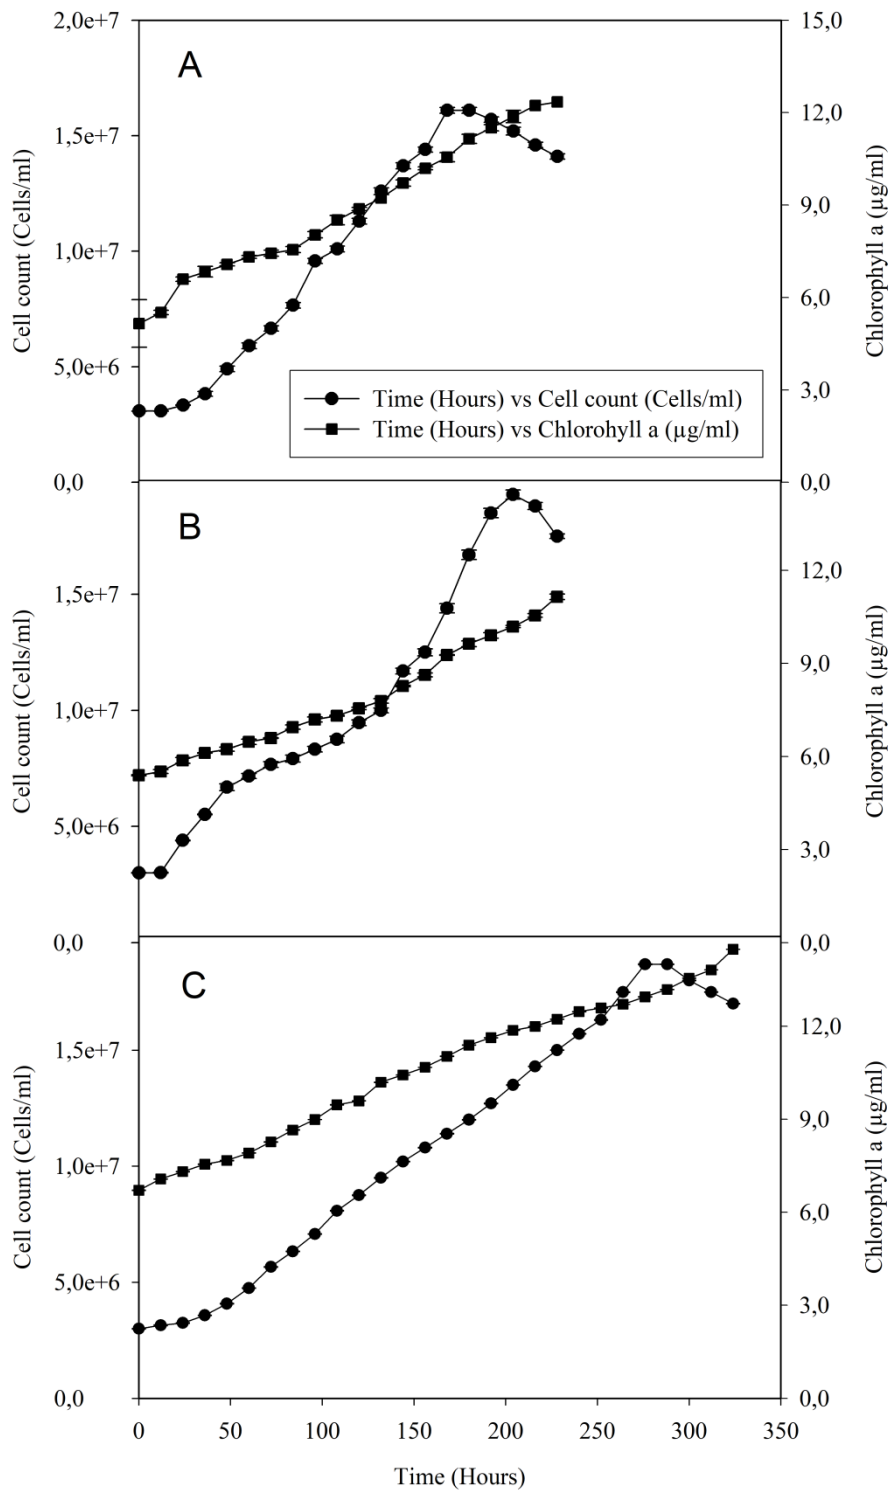 2,0e+7
15,0
A
12,0
1,5e+7
9,0
1,0e+7
6,0
5,0e+6
3,0
Cell count (Cells/ml)
Chlorophyll a (µg/ml)
Time (Hours) vs Cell count (Cells/ml)
Time (Hours) vs Chlorohyll a (µg/ml)
0,0
0,0
B
12,0
1,5e+7
9,0
1,0e+7
6,0
5,0e+6
3,0
Cell count (Cells/ml)
Chlorophyll a (µg/ml)
0,0
0,0
C
12,0
1,5e+7
9,0
1,0e+7
6,0
5,0e+6
3,0
Cell count (Cells/ml)
Chlorophyll a (µg/ml)
0,0
0,0
0 50 100 150 200 250 300 350
Time (Hours)